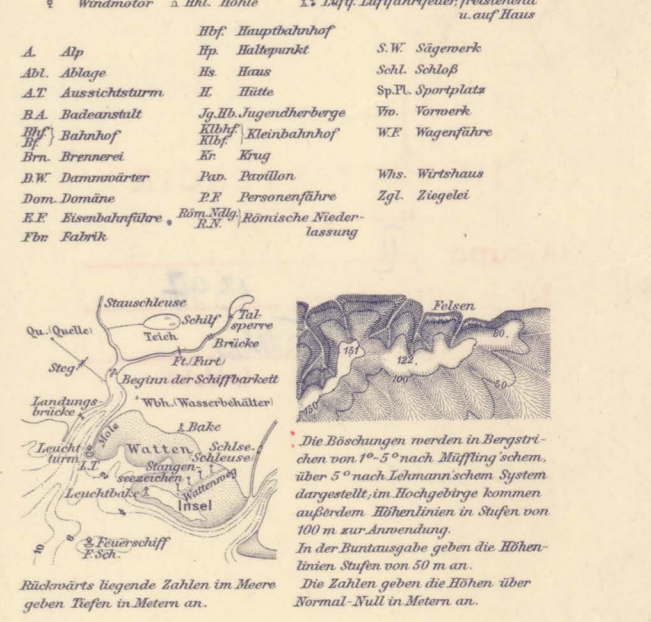 Windmotor Hhl. Höhle
u. auf Haus
A. Alp
Abl. Ablage
A.T. Aussichtsturm
B.A. Badeanstalt
Bhf. Bf. } Bahnhof
Brn. Brennerei
D.W. Dammwärter
Dom. Domäne
E.F. Eisenbahnfähre
Fbr. Fabrik
Hbf. Hauptbahnhof
Hp. Haltepunkt
Hs. Haus
H. Hütte
Jg.Hb. Jugendherberge
Klbhf. Klbf. } Kleinbahnhof
Kr. Krug
Pav. Pavillon
P.F. Personenfähre
Röm. Ndlg. R.N. } Römische Nieder-
lassung
S.W. Sägewerk
Schl. Schloß
Sp.Pl. Sportplatz
Vw. Vorwerk
W.F. Wagenfähre
Whs. Wirtshaus
Zgl. Ziegelei
Stauschleuse
Qu. (Quelle)
Schilf
Tal-
sperre
Teich
Brücke
Steg
Ft. (Furt)
Beginn der Schiffbarkeit
Landungs-
brücke
Wbh. (Wasserbehälter)
Mole
Bake
Leucht
turm
L.T.
Watten
Schlse.
Schleuse
Stangen-
seezeichen
Wattenweg
Leuchtbake
Insel
2
4
6
10
Feuerschiff
F. Sch.
Rückwärts liegende Zahlen im Meere
geben Tiefen in Metern an.
Felsen
151
122
100
80
50
150
Die Böschungen werden in Bergstri-
chen von 1°-5° nach Müffling'schem,
über 5° nach Lehmann'schem System
dargestellt; im Hochgebirge kommen
außerdem Höhenlinien in Stufen von
100 m zur Anwendung.
In der Buntausgabe geben die Höhen-
linien Stufen von 50 m an.
Die Zahlen geben die Höhen über
Normal-Null in Metern an.